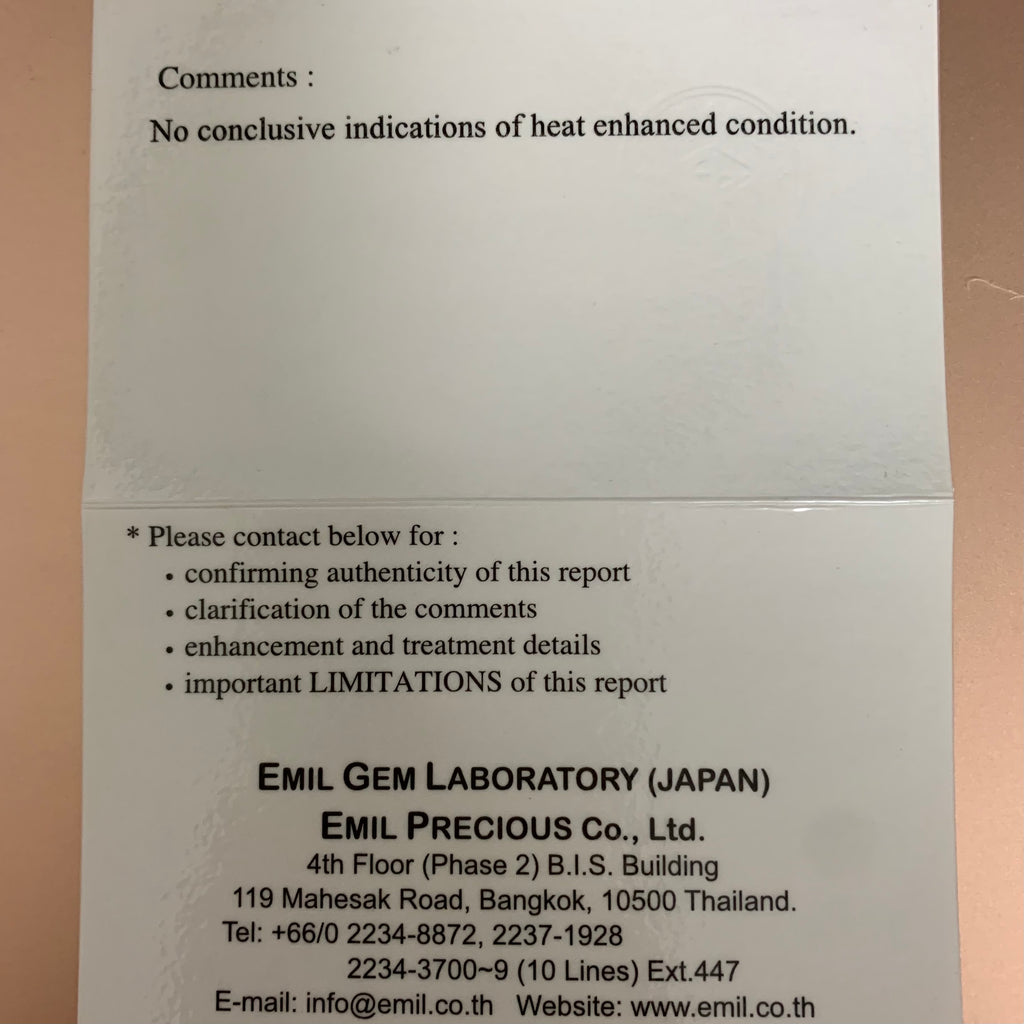 Comments :
No conclusive indications of heat enhanced condition.
* Please contact below for :
• confirming authenticity of this report
• clarification of the comments
• enhancement and treatment details
• important LIMITATIONS of this report
EMIL GEM LABORATORY (JAPAN)
EMIL PRECIOUS Co., Ltd.
4th Floor (Phase 2) B.I.S. Building
119 Mahesak Road, Bangkok, 10500 Thailand.
Tel: +66/0 2234-8872, 2237-1928
2234-3700~9 (10 Lines) Ext.447
E-mail: info@emil.co.th Website: www.emil.co.th